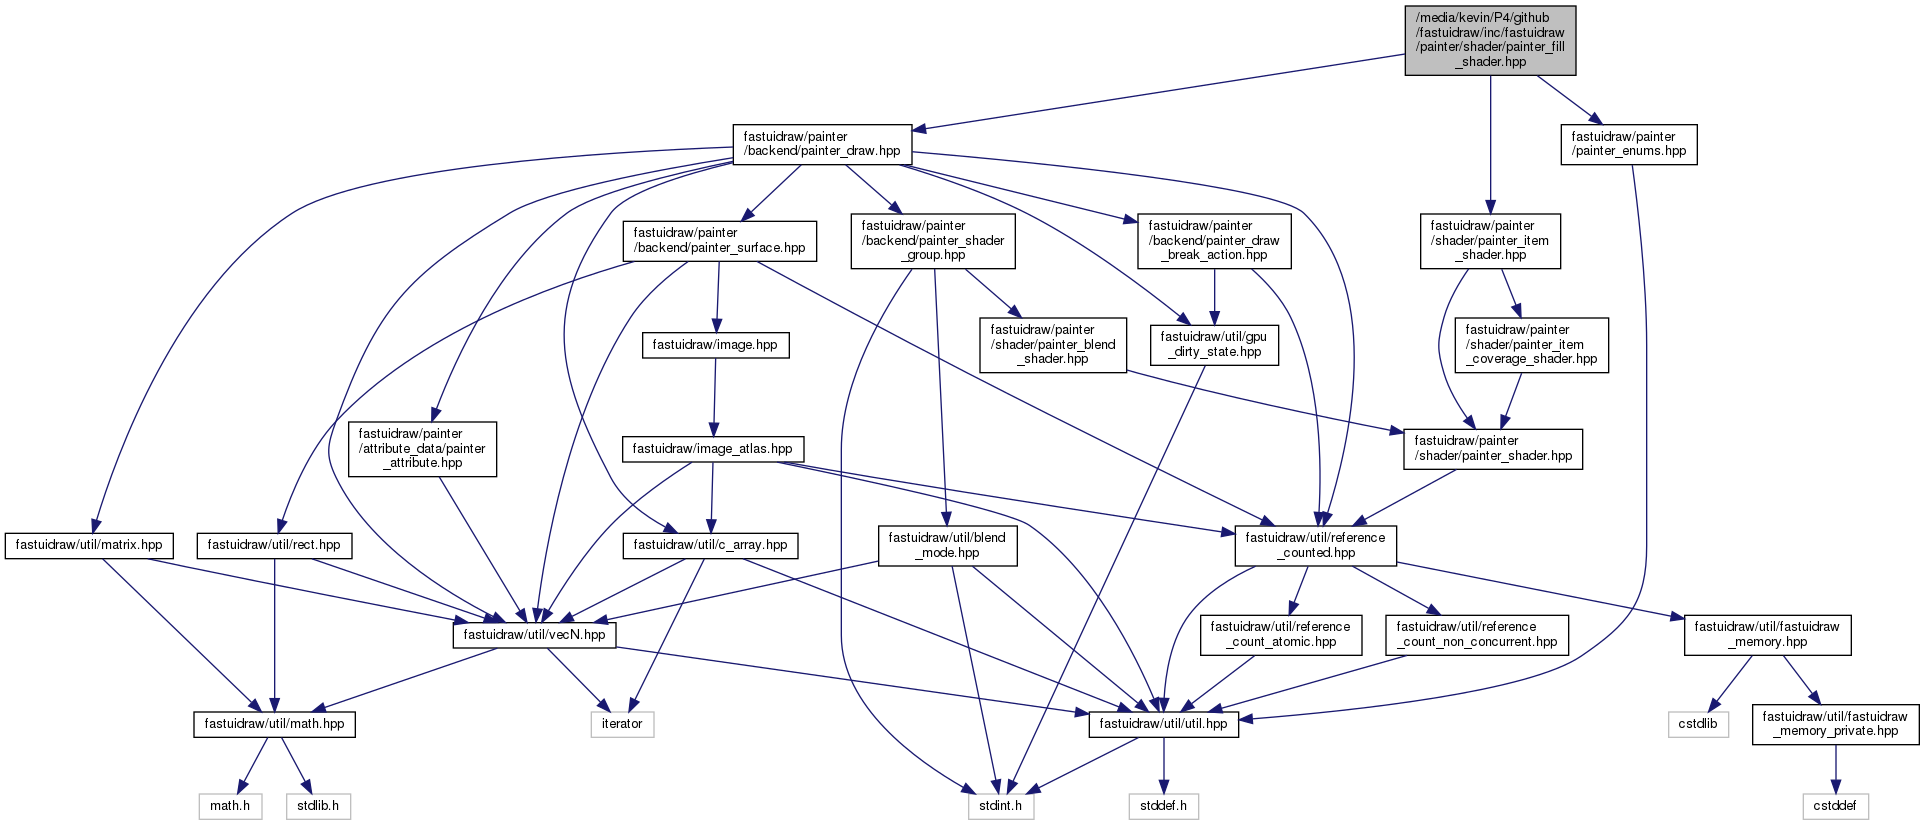 /media/kevin/P4/github
/fastuidraw/inc/fastuidraw
/painter/shader/painter_fill
_shader.hpp
fastuidraw/painter
/backend/painter_draw.hpp
fastuidraw/painter
/painter_enums.hpp
fastuidraw/painter
/backend/painter_surface.hpp
fastuidraw/painter
/backend/painter_shader
_group.hpp
fastuidraw/painter
/backend/painter_draw
_break_action.hpp
fastuidraw/painter
/shader/painter_item
_shader.hpp
fastuidraw/image.hpp
fastuidraw/painter
/shader/painter_blend
_shader.hpp
fastuidraw/util/gpu
_dirty_state.hpp
fastuidraw/painter
/shader/painter_item
_coverage_shader.hpp
fastuidraw/painter
/attribute_data/painter
_attribute.hpp
fastuidraw/image_atlas.hpp
fastuidraw/painter
/shader/painter_shader.hpp
fastuidraw/util/matrix.hpp
fastuidraw/util/rect.hpp
fastuidraw/util/c_array.hpp
fastuidraw/util/blend
_mode.hpp
fastuidraw/util/reference
_counted.hpp
fastuidraw/util/vecN.hpp
fastuidraw/util/reference
_count_atomic.hpp
fastuidraw/util/reference
_count_non_concurrent.hpp
fastuidraw/util/fastuidraw
_memory.hpp
fastuidraw/util/math.hpp
iterator
fastuidraw/util/util.hpp
cstdlib
fastuidraw/util/fastuidraw
_memory_private.hpp
math.h
stdlib.h
stdint.h
stddef.h
cstddef